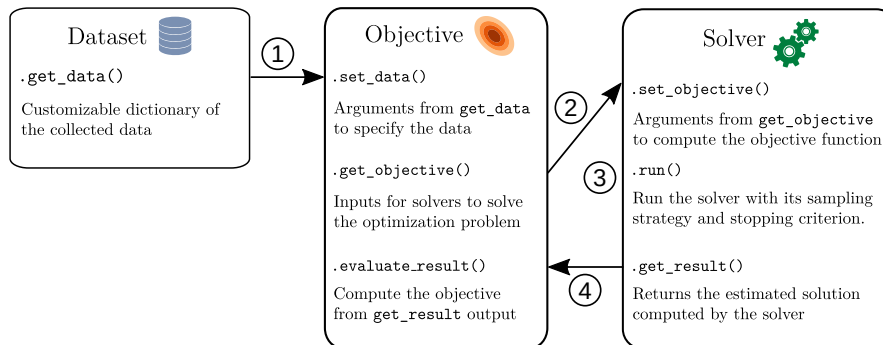 Dataset
.get_data()
Customizable dictionary of
the collected data
1
Objective
.set_data()
Arguments from get_data
to specify the data
.get_objective()
Inputs for solvers to solve
the optimization problem
.evaluate_result()
Compute the objective
from get_result output
2
3
4
Solver
.set_objective()
Arguments from get_objective
to compute the objective function
.run()
Run the solver with its sampling
strategy and stopping criterion.
.get_result()
Returns the estimated solution
computed by the solver